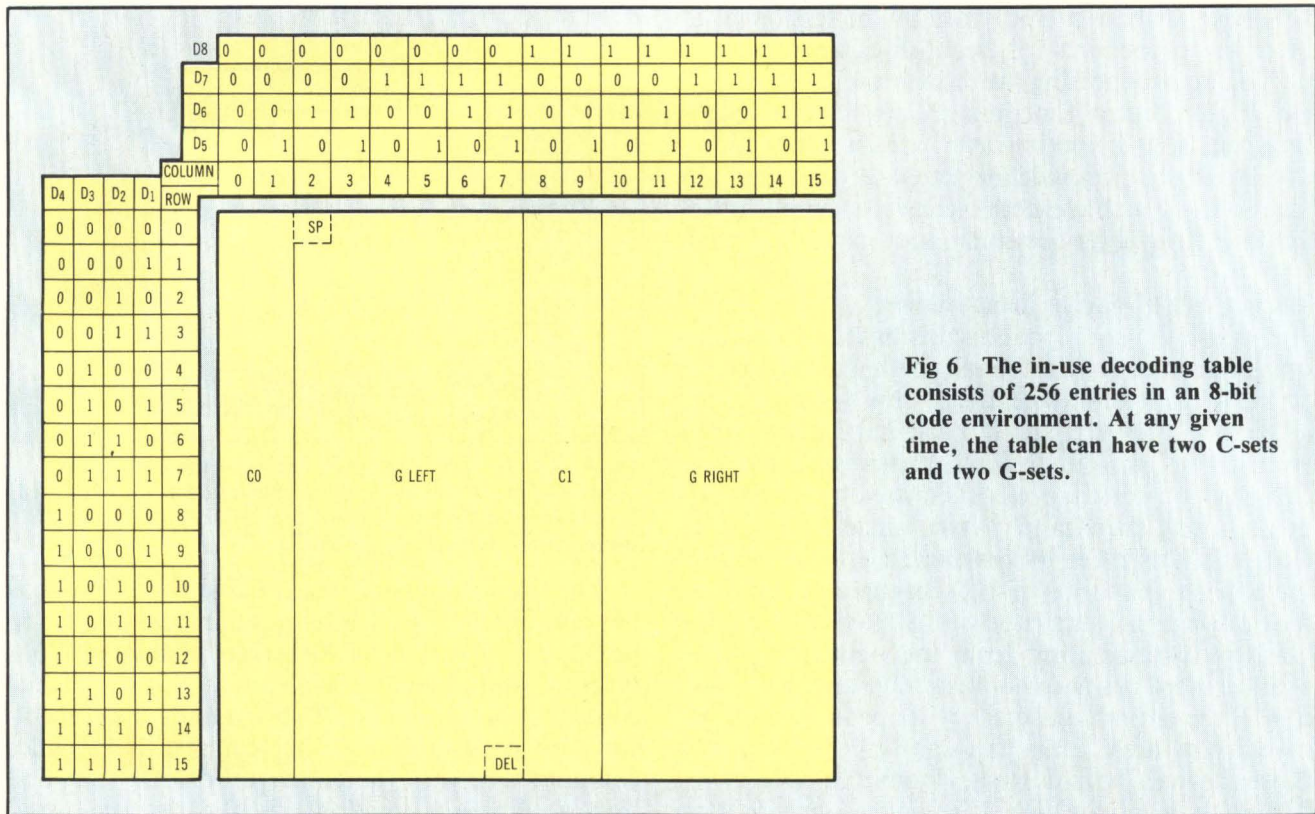 D8 0 0 0 0 0 0 0 0 1 1 1 1 1 1 1 1
D7 0 0 0 0 1 1 1 1 0 0 0 0 1 1 1 1
D6 0 0 1 1 0 0 1 1 0 0 1 1 0 0 1 1
D5 0 1 0 1 0 1 0 1 0 1 0 1 0 1 0 1
COLUMN 0 1 2 3 4 5 6 7 8 9 10 11 12 13 14 15
D4 D3 D2 D1 ROW
0 0 0 0 0 SP
0 0 0 1 1
0 0 1 0 2
0 0 1 1 3
0 1 0 0 4
0 1 0 1 5
0 1 1 0 6
0 1 1 1 7 C0 G LEFT C1 G RIGHT
1 0 0 0 8
1 0 0 1 9
1 0 1 0 10
1 0 1 1 11
1 1 0 0 12
1 1 0 1 13
1 1 1 0 14
1 1 1 1 15 DEL
Fig 6 The in-use decoding table
consists of 256 entries in an 8-bit
code environment. At any given
time, the table can have two C-sets
and two G-sets.